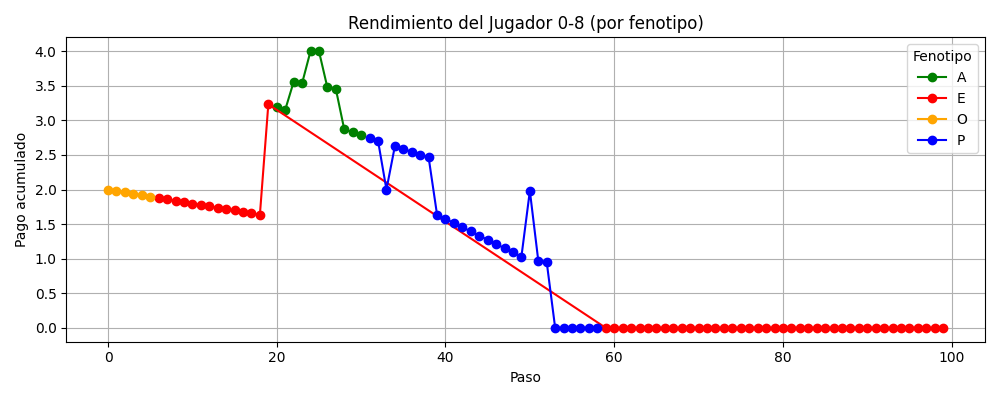 Rendimiento del Jugador 0-8 (por fenotipo)
Pago acumulado
4.0
3.5
3.0
2.5
2.0
1.5
1.0
0.5
0.0
Fenotipo
A
E
O
P
0 20 40 60 80 100
Paso